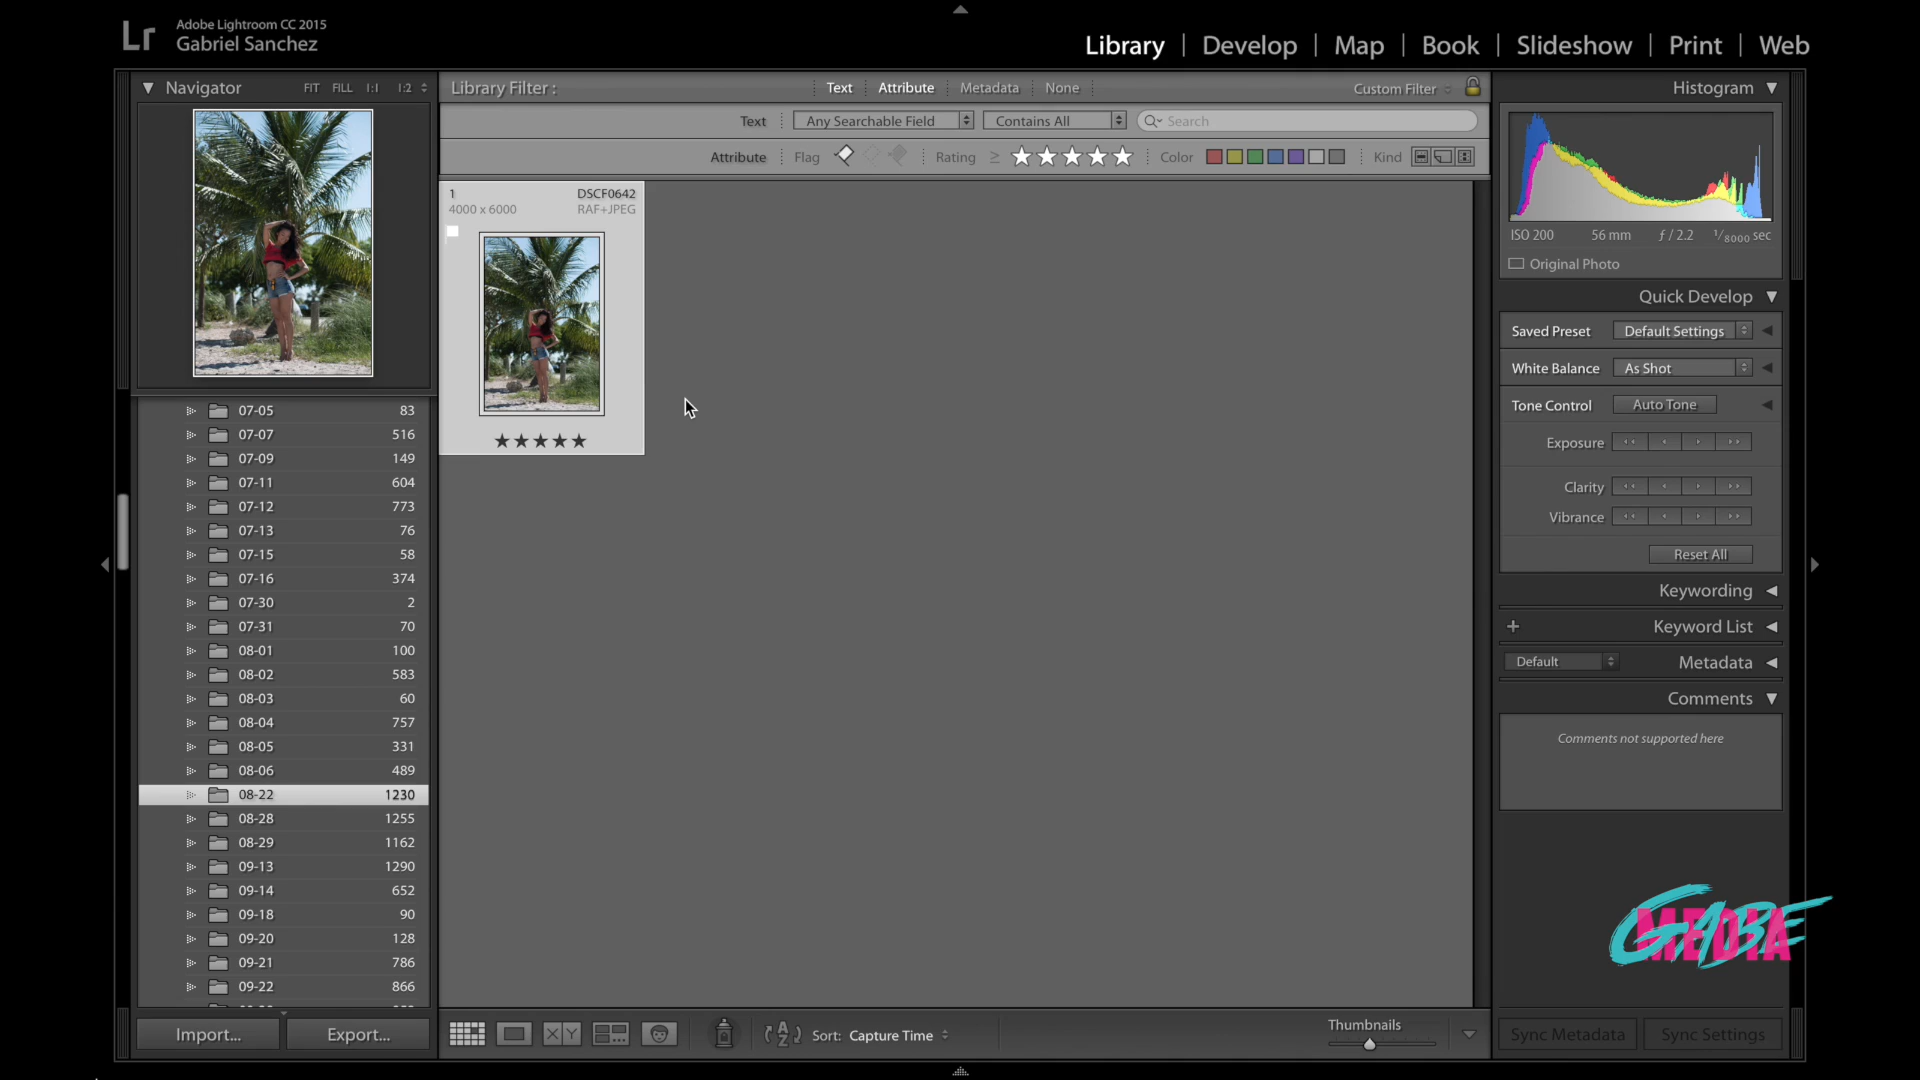 Lr
Adobe Lightroom CC 2015
Gabriel Sanchez
Library | Develop | Map | Book | Slideshow | Print | Web
Navigator FIT FILL 1:1 1:2
Library Filter : Text Attribute Metadata None Custom Filter
Text Any Searchable Field Contains All Search
Attribute Flag Rating ≥ ★★★★★ Color Kind
1 DSCF0642
4000 x 6000 RAF+JPEG
★★★★★
07-05 83
07-07 516
07-09 149
07-11 604
07-12 773
07-13 76
07-15 58
07-16 374
07-30 2
07-31 70
08-01 100
08-02 583
08-03 60
08-04 757
08-05 331
08-06 489
08-22 1230
08-28 1255
08-29 1162
09-13 1290
09-14 652
09-18 90
09-20 128
09-21 786
09-22 866
Import... Export...
X Y
A Z Sort: Capture Time
Thumbnails
Histogram
ISO 200 56 mm ƒ / 2.2 1/8000 sec
Original Photo
Quick Develop
Saved Preset Default Settings
White Balance As Shot
Tone Control Auto Tone
Exposure
Clarity
Vibrance
Reset All
Keywording
+ Keyword List
Default Metadata
Comments
Comments not supported here
GABE
MEDIA
Sync Metadata Sync Settings